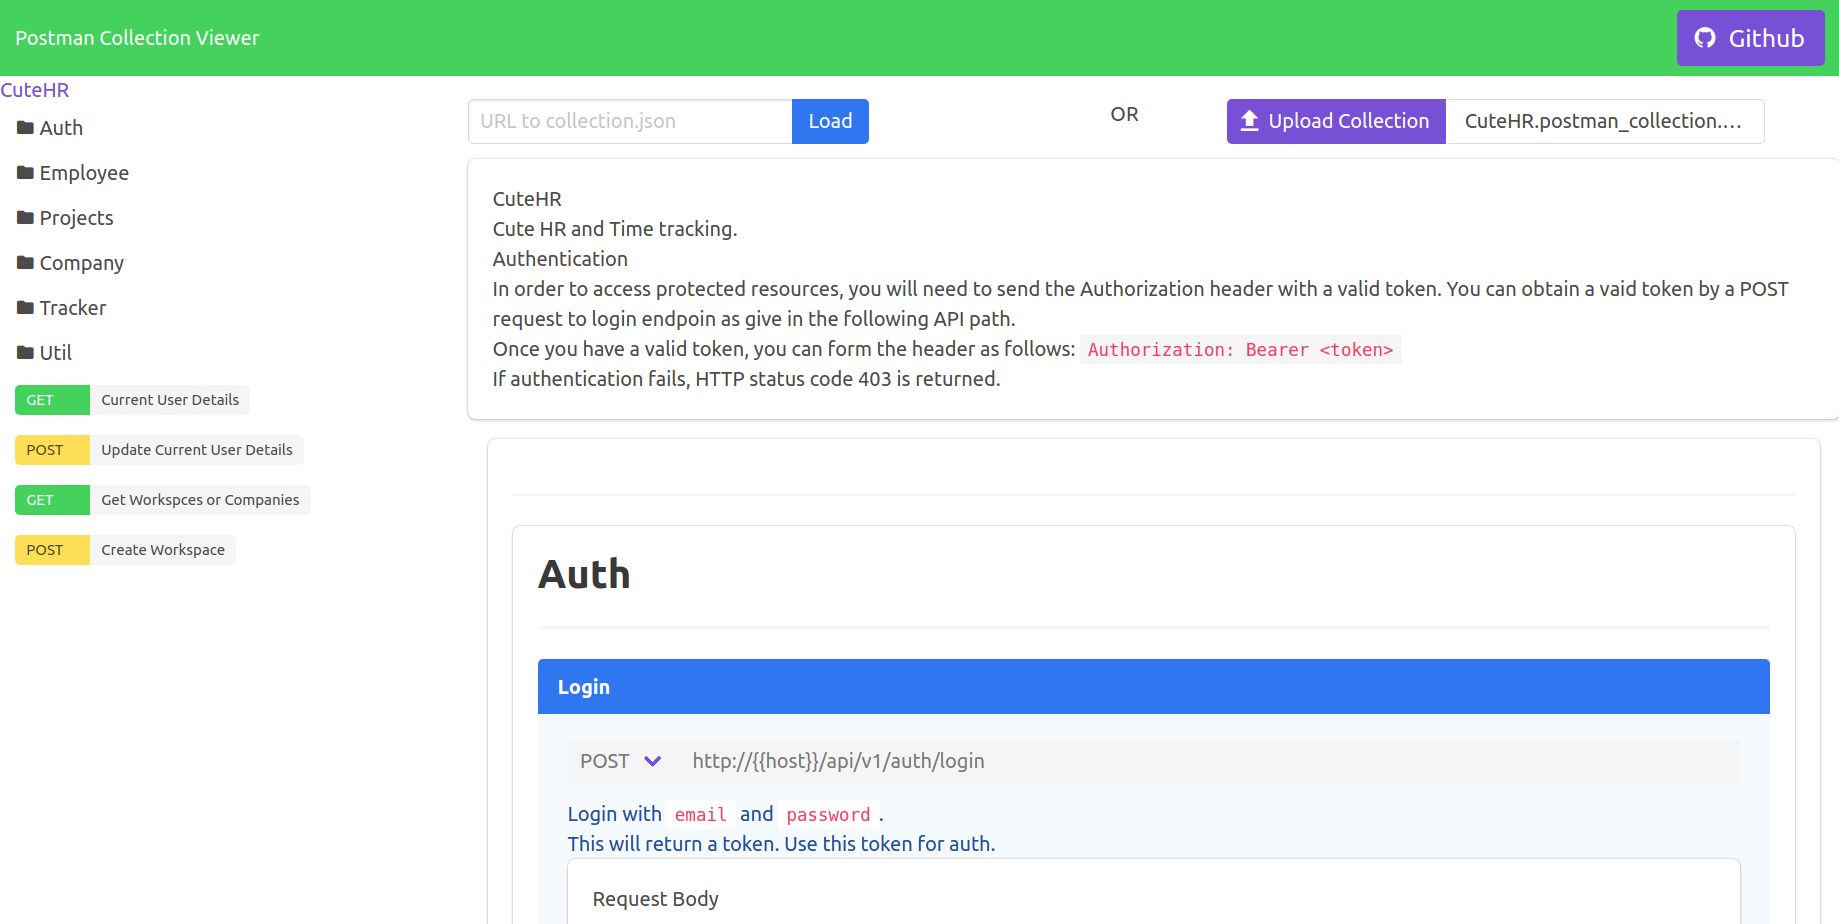 Postman Collection Viewer
Github
CuteHR
Auth
Employee
Projects
Company
Tracker
Util
GET Current User Details
POST Update Current User Details
GET Get Workspces or Companies
POST Create Workspace
URL to collection.json Load
OR
Upload Collection CuteHR.postman_collection....
CuteHR
Cute HR and Time tracking.
Authentication
In order to access protected resources, you will need to send the Authorization header with a valid token. You can obtain a vaid token by a POST
request to login endpoin as give in the following API path.
Once you have a valid token, you can form the header as follows: Authorization: Bearer <token>
If authentication fails, HTTP status code 403 is returned.
Auth
Login
POST http://{{host}}/api/v1/auth/login
Login with email and password .
This will return a token. Use this token for auth.
Request Body